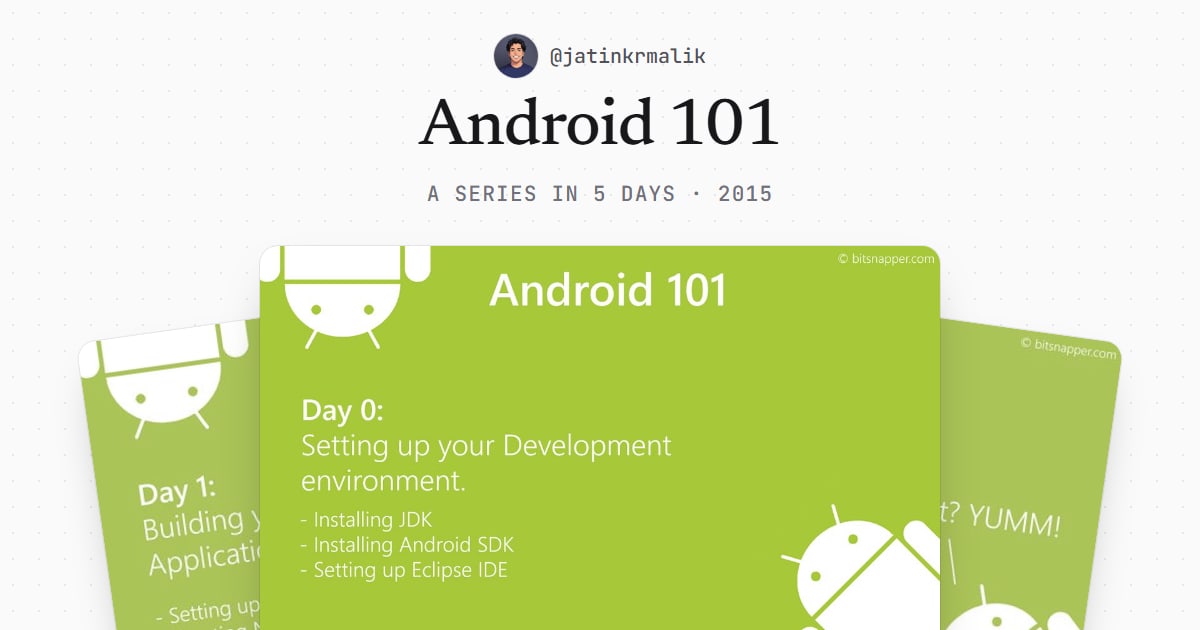 @jatinkrmalik
Android 101
A SERIES IN 5 DAYS · 2015
© bitsnapper.com
Android 101
Day 0:
Setting up your Development
environment.
- Installing JDK
- Installing Android SDK
- Setting up Eclipse IDE
Day 1:
Building
Applicatio
- Setting up
© bitsnapper.com
t? YUMM!